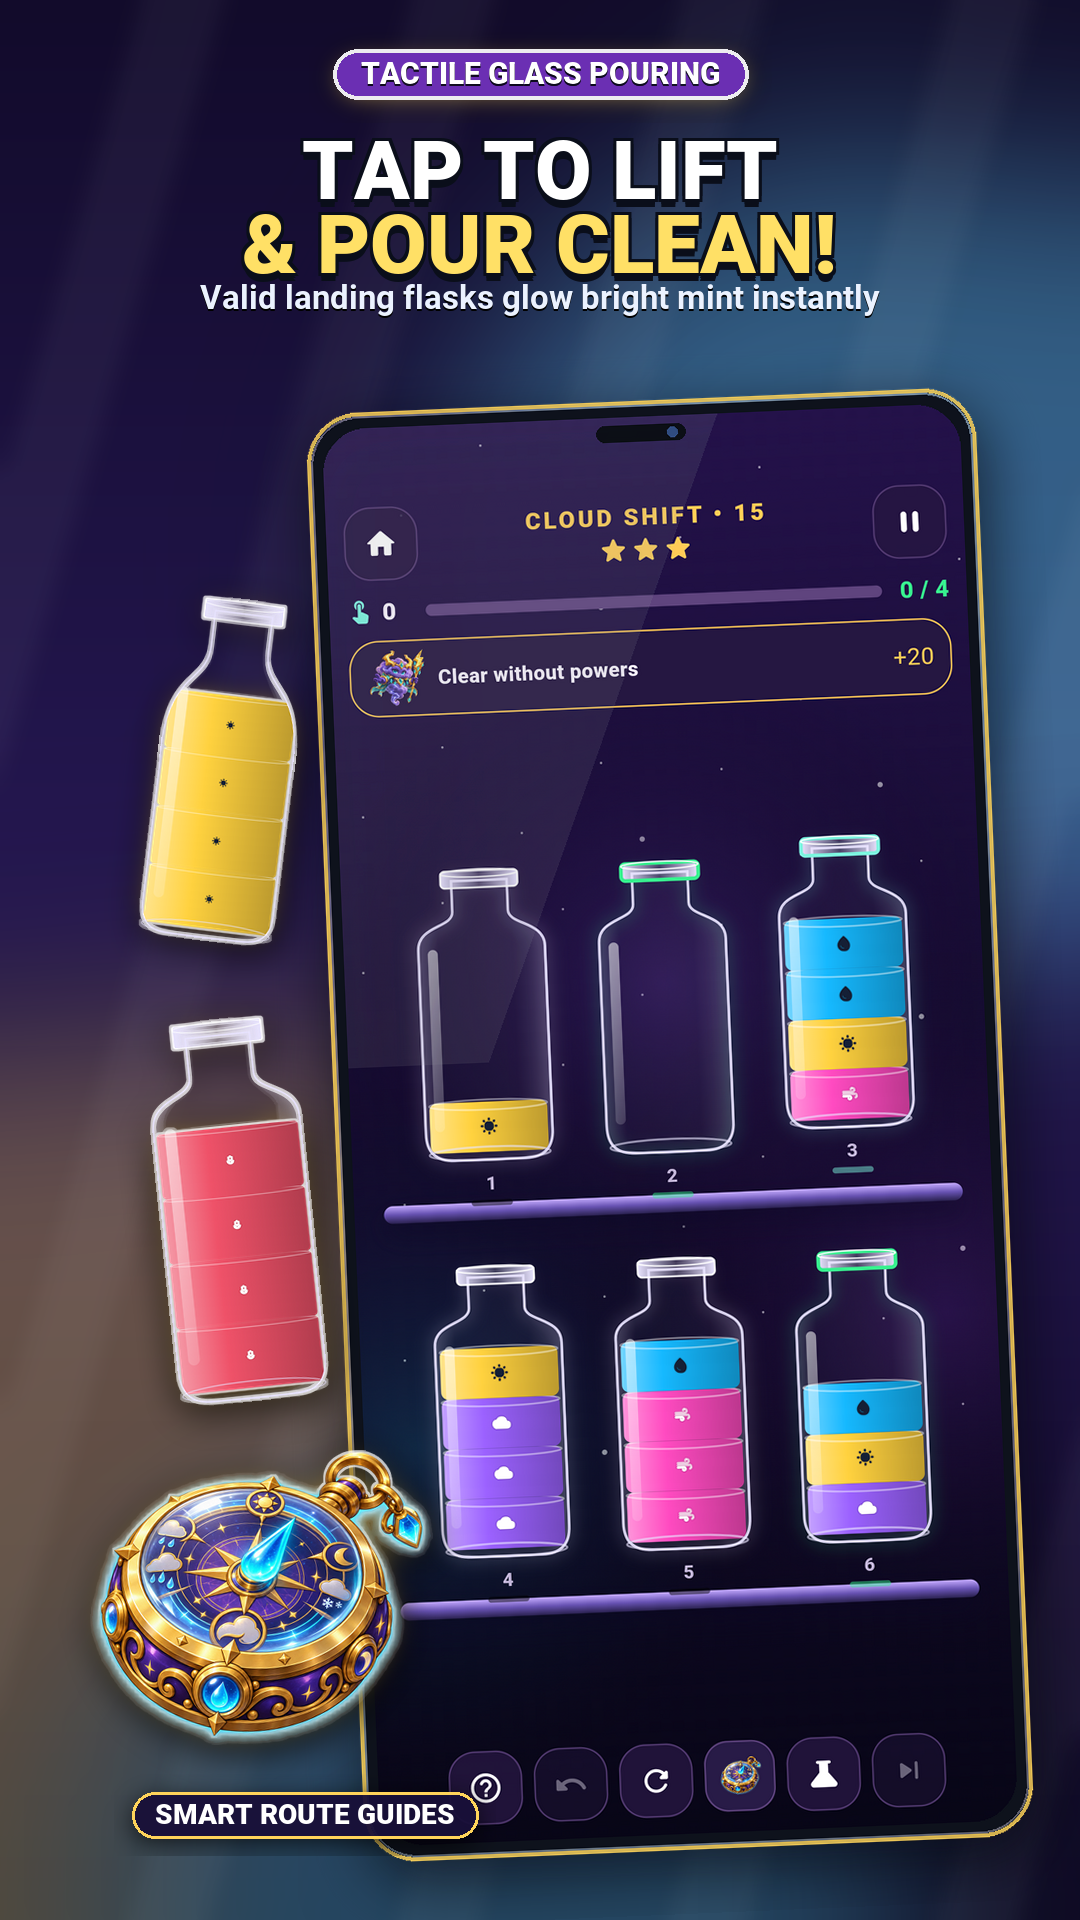 TACTILE GLASS POURING
TAP TO LIFT
& POUR CLEAN!
Valid landing flasks glow bright mint instantly
CLOUD SHIFT • 15
0
0 / 4
Clear without powers
+20
1
2
3
4
5
6
SMART ROUTE GUIDES